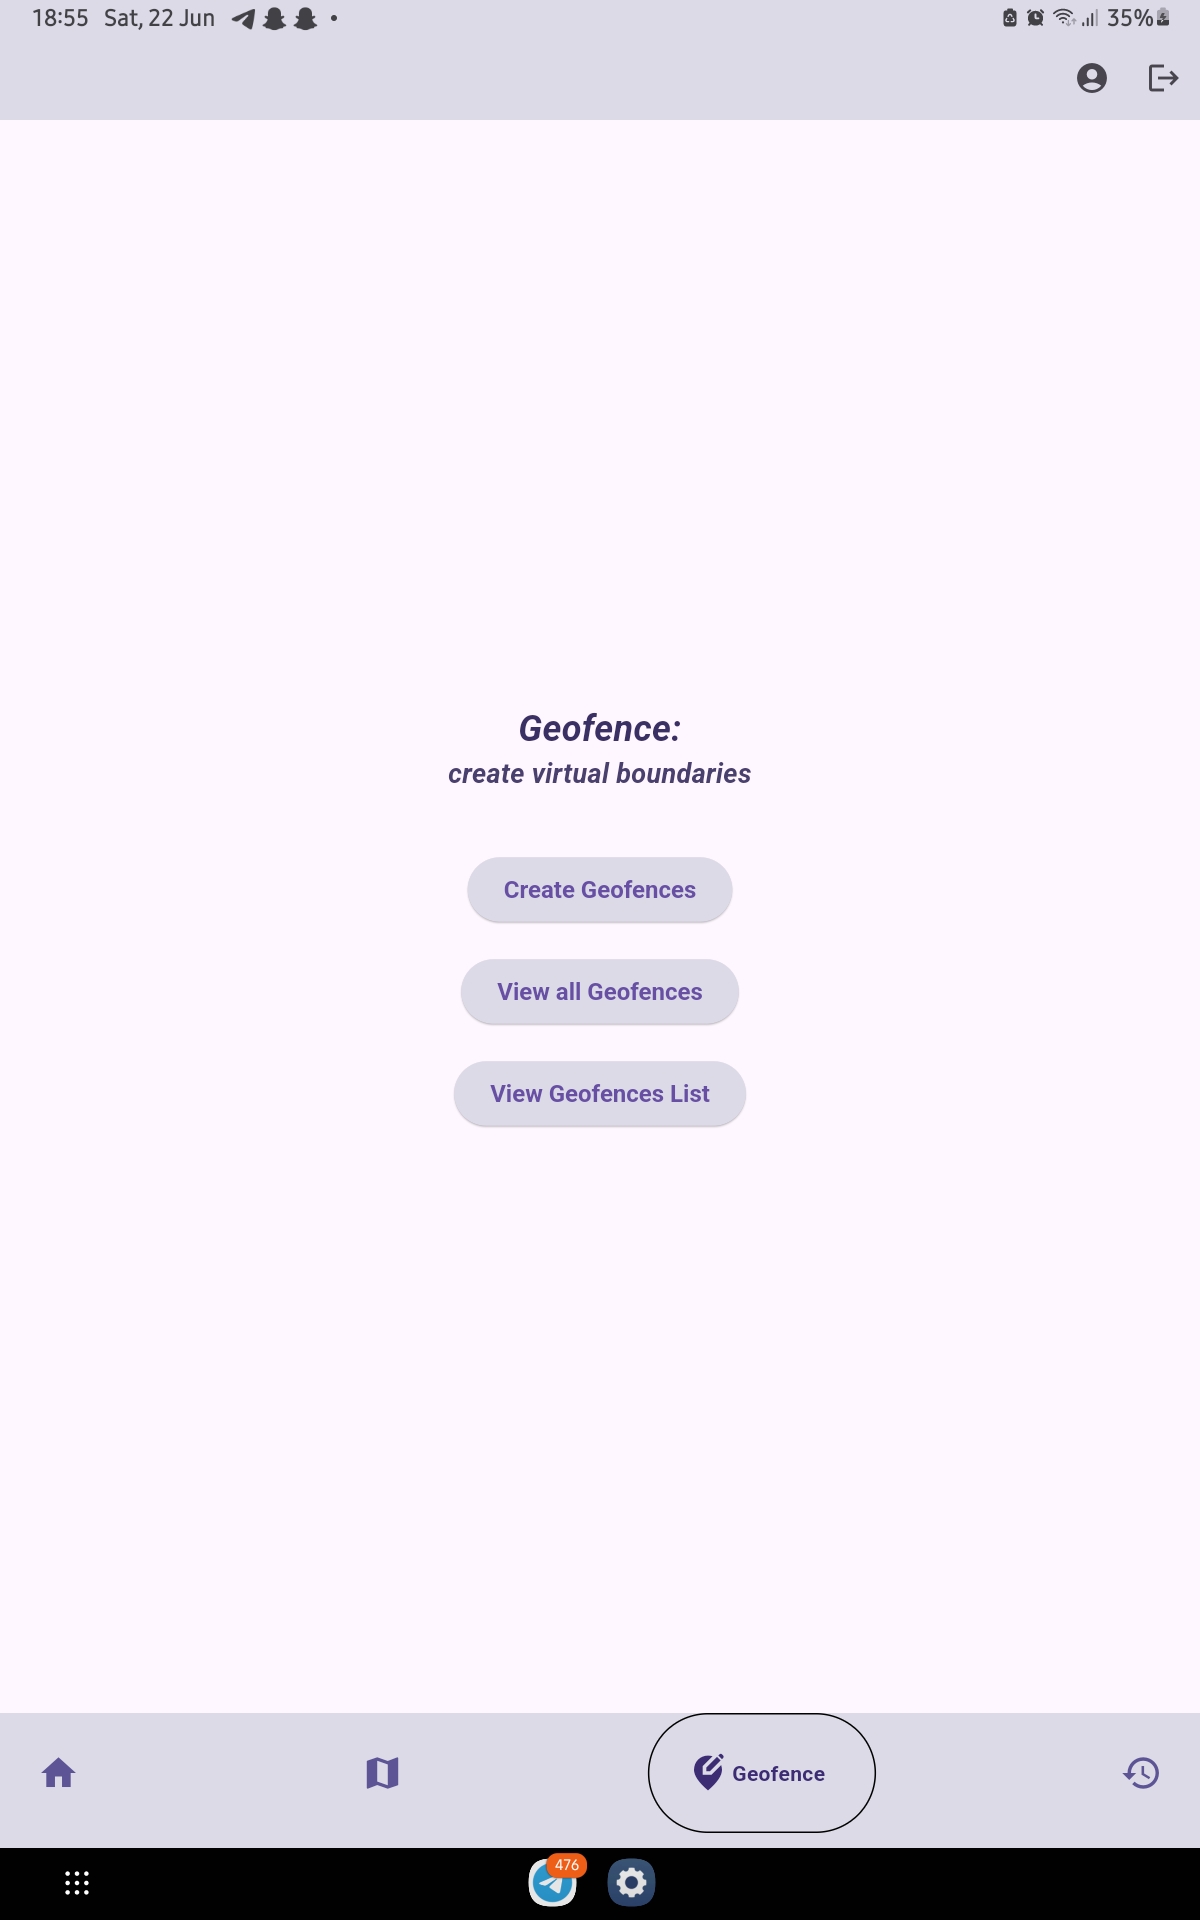 18:55 Sat, 22 Jun
35%
Geofence:
create virtual boundaries
Create Geofences
View all Geofences
View Geofences List
Geofence
476